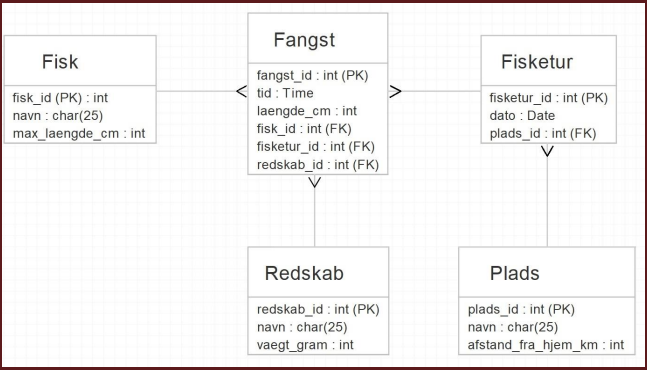 Fisk
fisk_id (PK) : int
navn : char(25)
max_laengde_cm : int
Fangst
fangst_id : int (PK)
tid : Time
laengde_cm : int
fisk_id : int (FK)
fisketur_id : int (FK)
redskab_id : int (FK)
Fisketur
fisketur_id : int (PK)
dato : Date
plads_id : int (FK)
Redskab
redskab_id : int (PK)
navn : char(25)
vaegt_gram : int
Plads
plads_id : int (PK)
navn : char(25)
afstand_fra_hjem_km : int